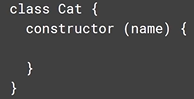 class Cat {
  constructor (name) {

  }
}